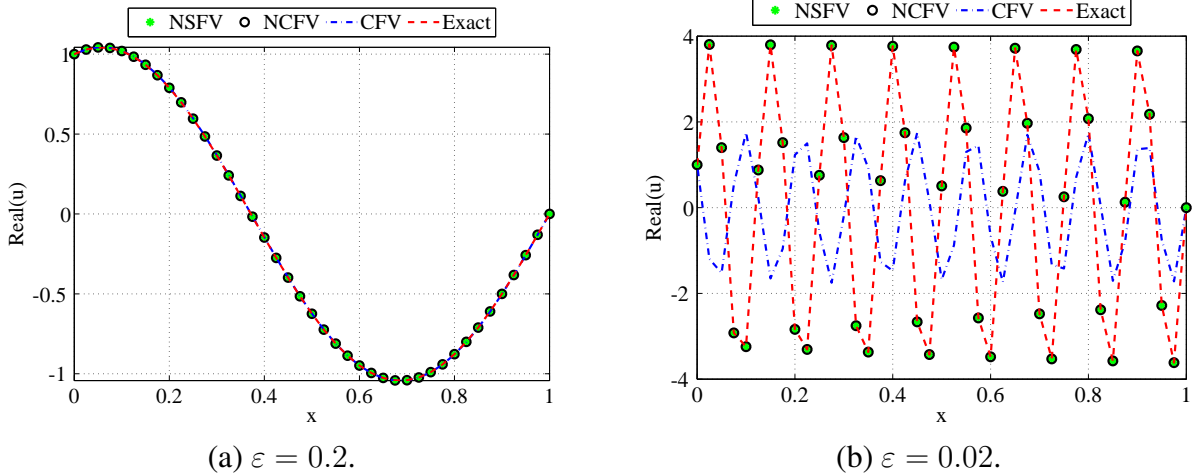 NSFV NCFV CFV Exact
1
0.5
0
-0.5
-1
Real(u)
0 0.2 0.4 0.6 0.8 1
x
(a) ε = 0.2.
NSFV NCFV CFV Exact
4
2
0
-2
-4
Real(u)
0 0.2 0.4 0.6 0.8 1
x
(b) ε = 0.02.